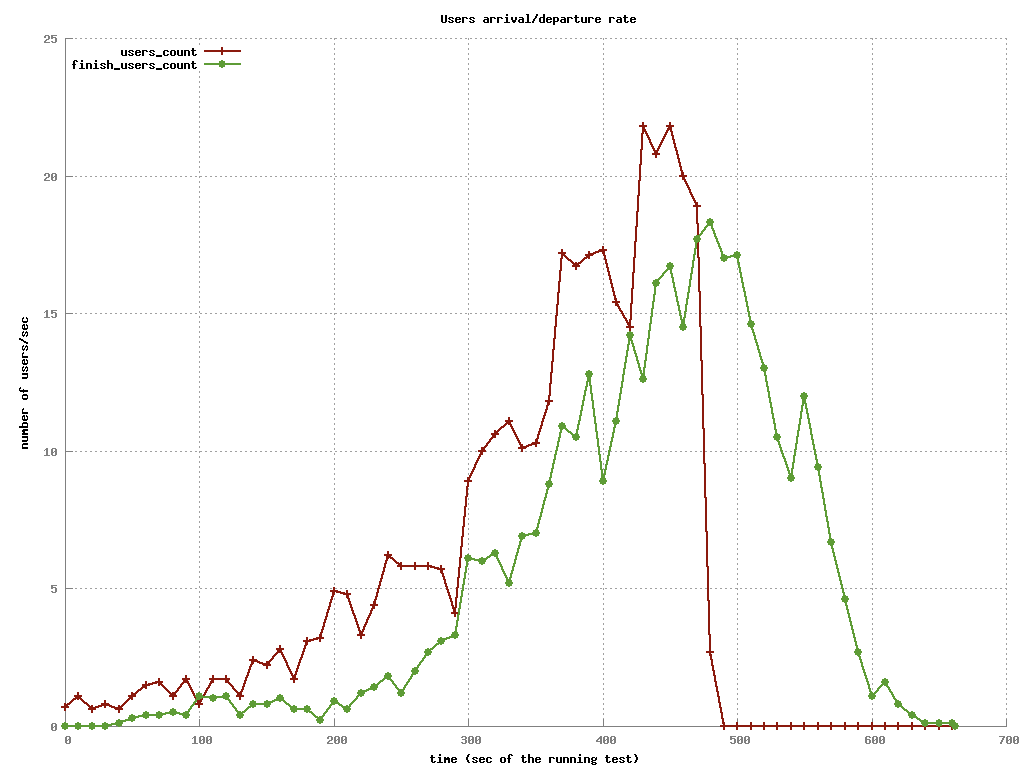 Users arrival/departure rate
users_count
finish_users_count
25
20
15
10
5
0
number of users/sec
0 100 200 300 400 500 600 700
time (sec of the running test)